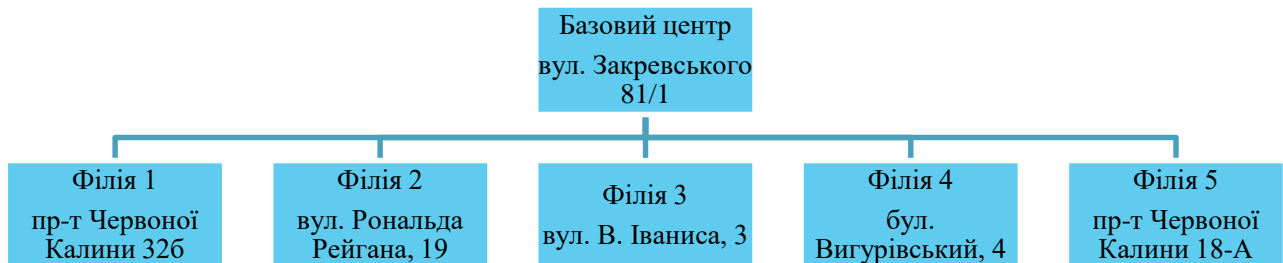 Базовий центр
вул. Закревського
81/1
Філія 1
пр-т Червоної
Калини 32б
Філія 2
вул. Рональда
Рейгана, 19
Філія 3
вул. В. Іваниса, 3
Філія 4
бул.
Вигурівський, 4
Філія 5
пр-т Червоної
Калини 18-А